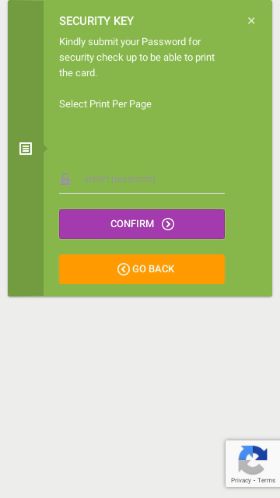 SECURITY KEY
×
Kindly submit your Password for
security check up to be able to print
the card.
Select Print Per Page
CONFIRM
GO BACK
Privacy - Terms